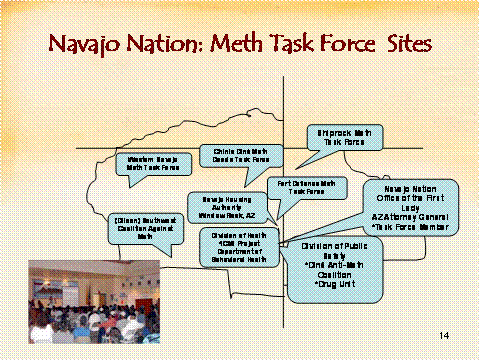 Navajo Nation: Meth Task Force Sites
Shiprock Meth
Task Force
Chinle Diné Meth
Task Force
Western Navajo
Meth Task Force
Fort Defiance Meth
Task Force
Navajo Nation
Office of the First
Lady
AZ Attorney General
*Task Force Member
Navajo Housing
Authority
Window Rock, AZ
Southwest
Coalition Against
Meth
Division of Health
Project
Department of
Behavioral Health
Division of Public
Safety
*Diné Anti-Meth
Coalition
*Drug Unit
14